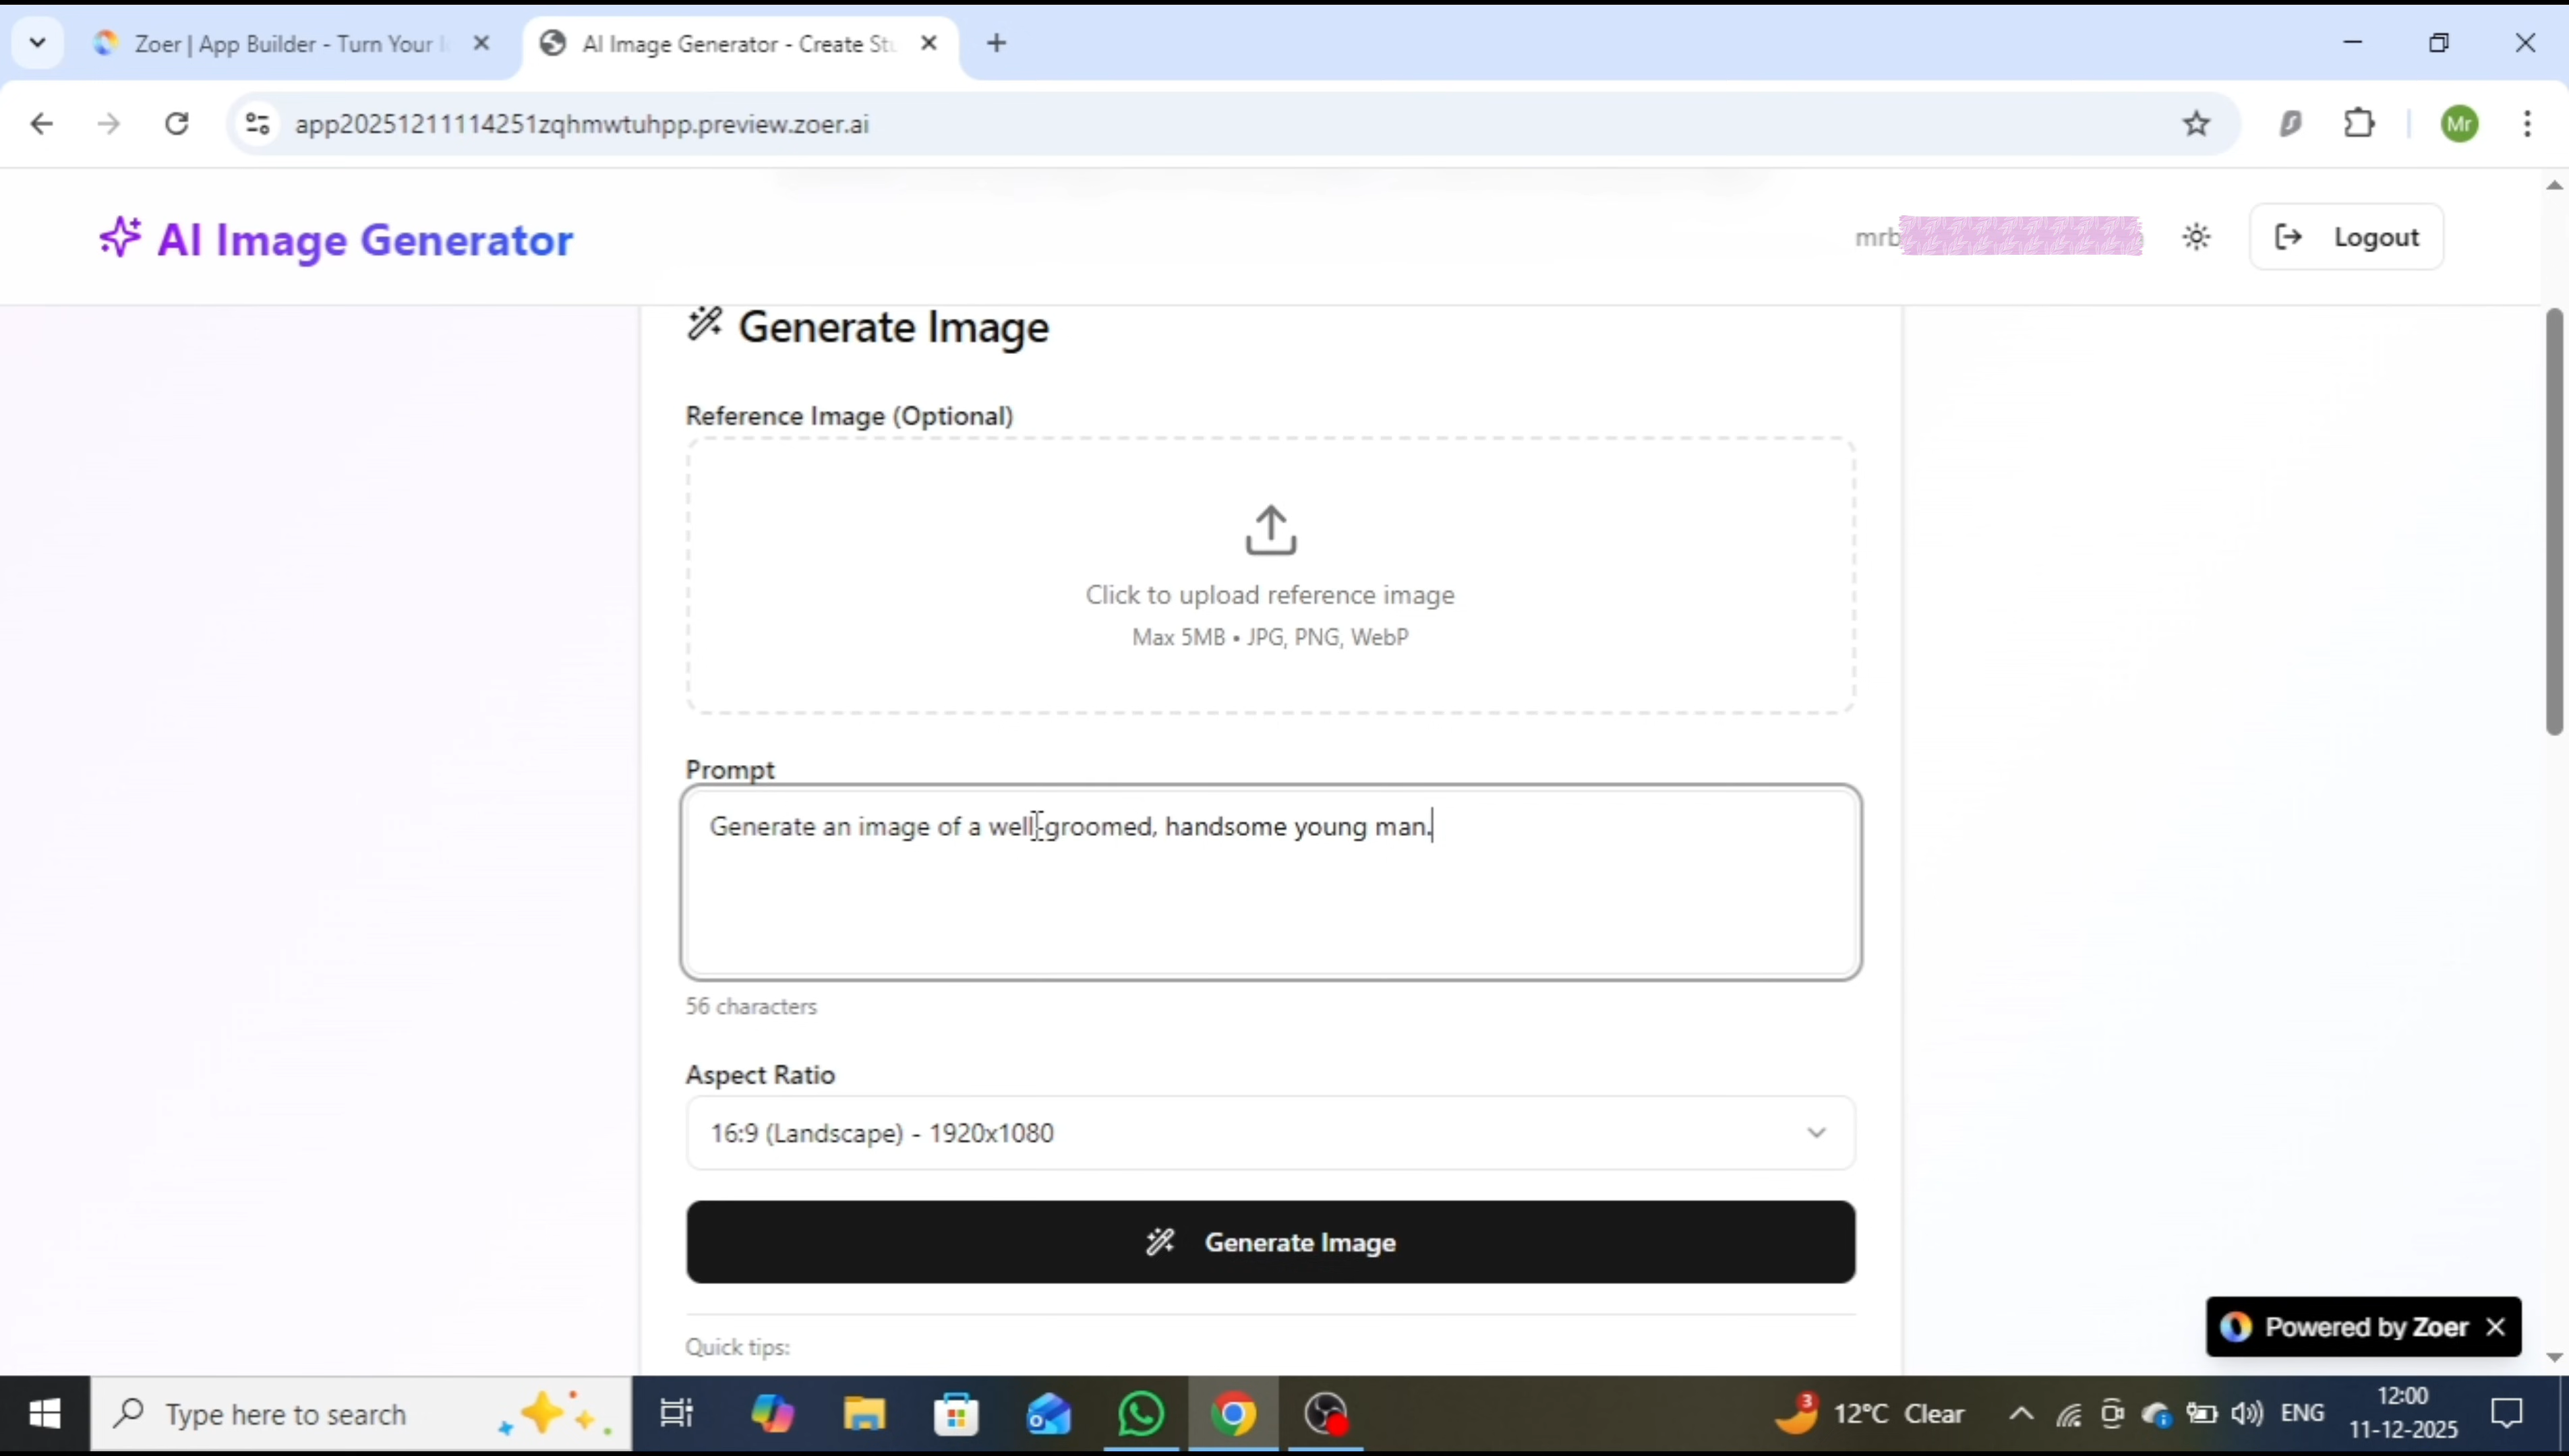 Zoer | App Builder - Turn Your I
AI Image Generator - Create Stu
app20251211114251zqhmwtuhpp.preview.zoer.ai
Mr
AI Image Generator
mrb
Logout
Generate Image
Reference Image (Optional)
Click to upload reference image
Max 5MB • JPG, PNG, WebP
Prompt
Generate an image of a well-groomed, handsome young man.
56 characters
Aspect Ratio
16:9 (Landscape) - 1920x1080
Generate Image
Quick tips:
Powered by Zoer
Type here to search
3
12°C Clear
ENG
12:00
11-12-2025